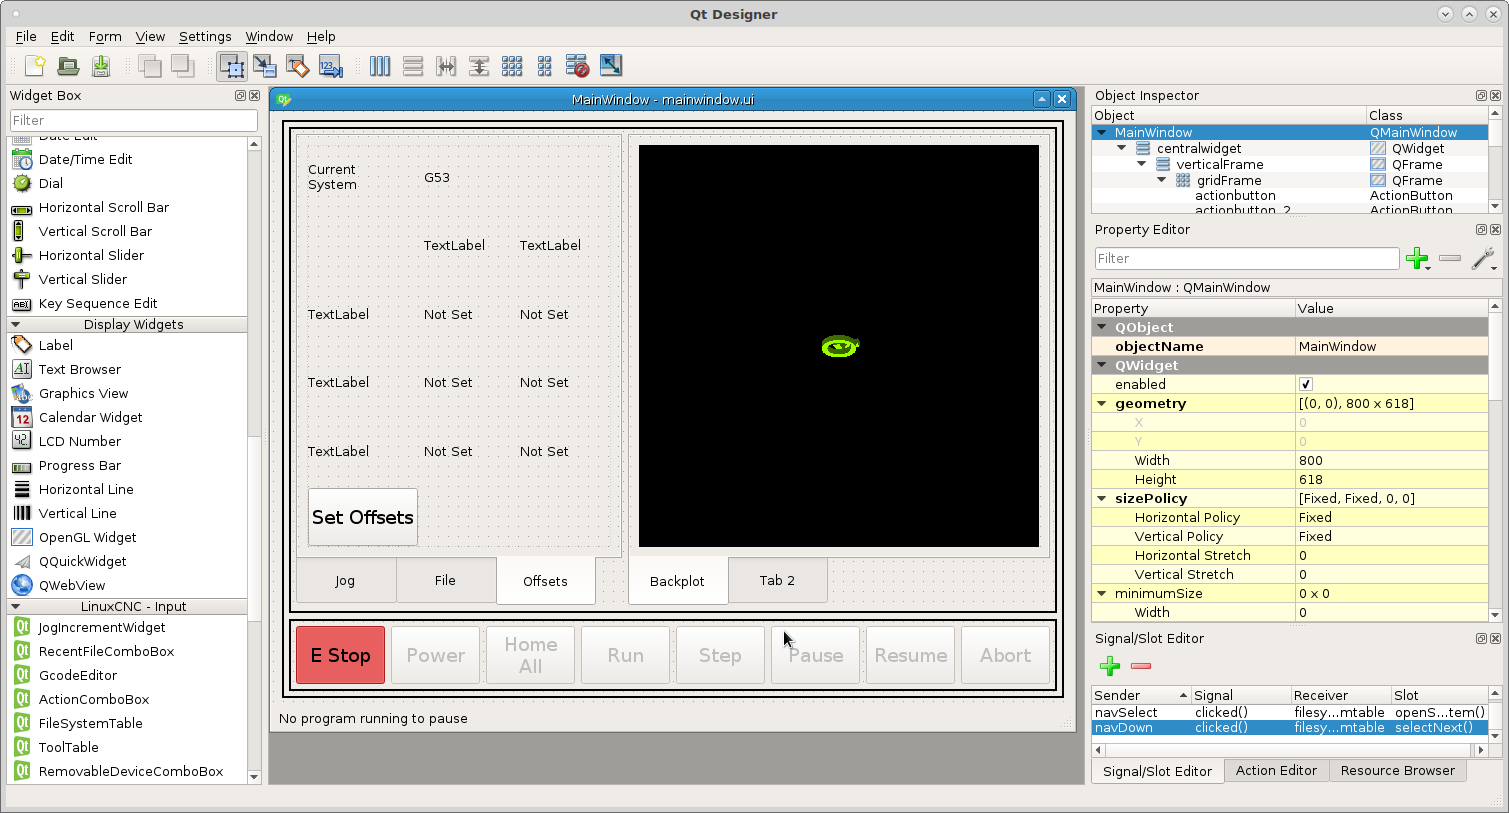 Qt Designer
File Edit Form View Settings Window Help
Widget Box
Filter
Date Edit
Date/Time Edit
Dial
Horizontal Scroll Bar
Vertical Scroll Bar
Horizontal Slider
Vertical Slider
Key Sequence Edit
Display Widgets
Label
Text Browser
Graphics View
Calendar Widget
LCD Number
Progress Bar
Horizontal Line
Vertical Line
OpenGL Widget
QQuickWidget
QWebView
LinuxCNC - Input
JogIncrementWidget
RecentFileComboBox
GcodeEditor
ActionComboBox
FileSystemTable
ToolTable
RemovableDeviceComboBox
MainWindow - mainwindow.ui
Current
System
G53
TextLabel TextLabel
TextLabel Not Set Not Set
TextLabel Not Set Not Set
TextLabel Not Set Not Set
Set Offsets
Jog File Offsets
Backplot Tab 2
E Stop Power Home All Run Step Pause Resume Abort
No program running to pause
Object Inspector
Object Class
MainWindow QMainWindow
centralwidget QWidget
verticalFrame QFrame
gridFrame QFrame
actionbutton ActionButton
actionbutton_2 ActionButton
Property Editor
Filter
MainWindow : QMainWindow
Property Value
QObject
objectName MainWindow
QWidget
enabled
geometry [(0, 0), 800 x 618]
X 0
Y 0
Width 800
Height 618
sizePolicy [Fixed, Fixed, 0, 0]
Horizontal Policy Fixed
Vertical Policy Fixed
Horizontal Stretch 0
Vertical Stretch 0
minimumSize 0 x 0
Width 0
Signal/Slot Editor
Sender Signal Receiver Slot
navSelect clicked() filesy...mtable openS...tem()
navDown clicked() filesy...mtable selectNext()
Signal/Slot Editor Action Editor Resource Browser